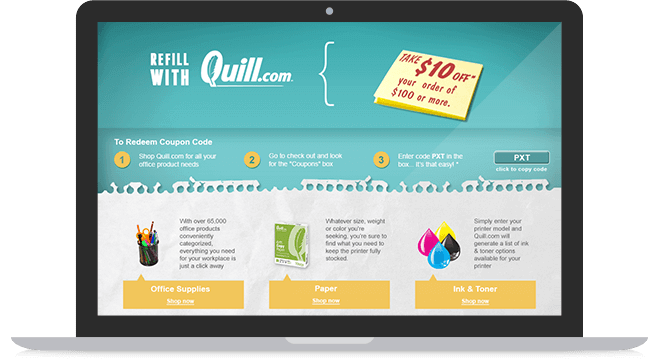 REFILL
WITH
Quill.com
TAKE
$10 OFF*
your order of
$100 or more.
To Redeem Coupon Code
1
Shop Quill.com for all your
office product needs
2
Go to check out and look
for the "Coupons" box
3
Enter code PXT in the
box... It's that easy! *
PXT
click to copy code
With over 65,000
office products
conveniently
categorized,
everything you
need for your workplace is
just a click away
Office Supplies
Shop now
Quill
Whatever size, weight
or color you're
seeking, you're sure to
find what you need to
keep the printer fully
stocked.
Paper
Shop now
Simply enter your
printer model and
Quill.com will
generate a list of ink
& toner options
available for your
printer
Ink & Toner
Shop now